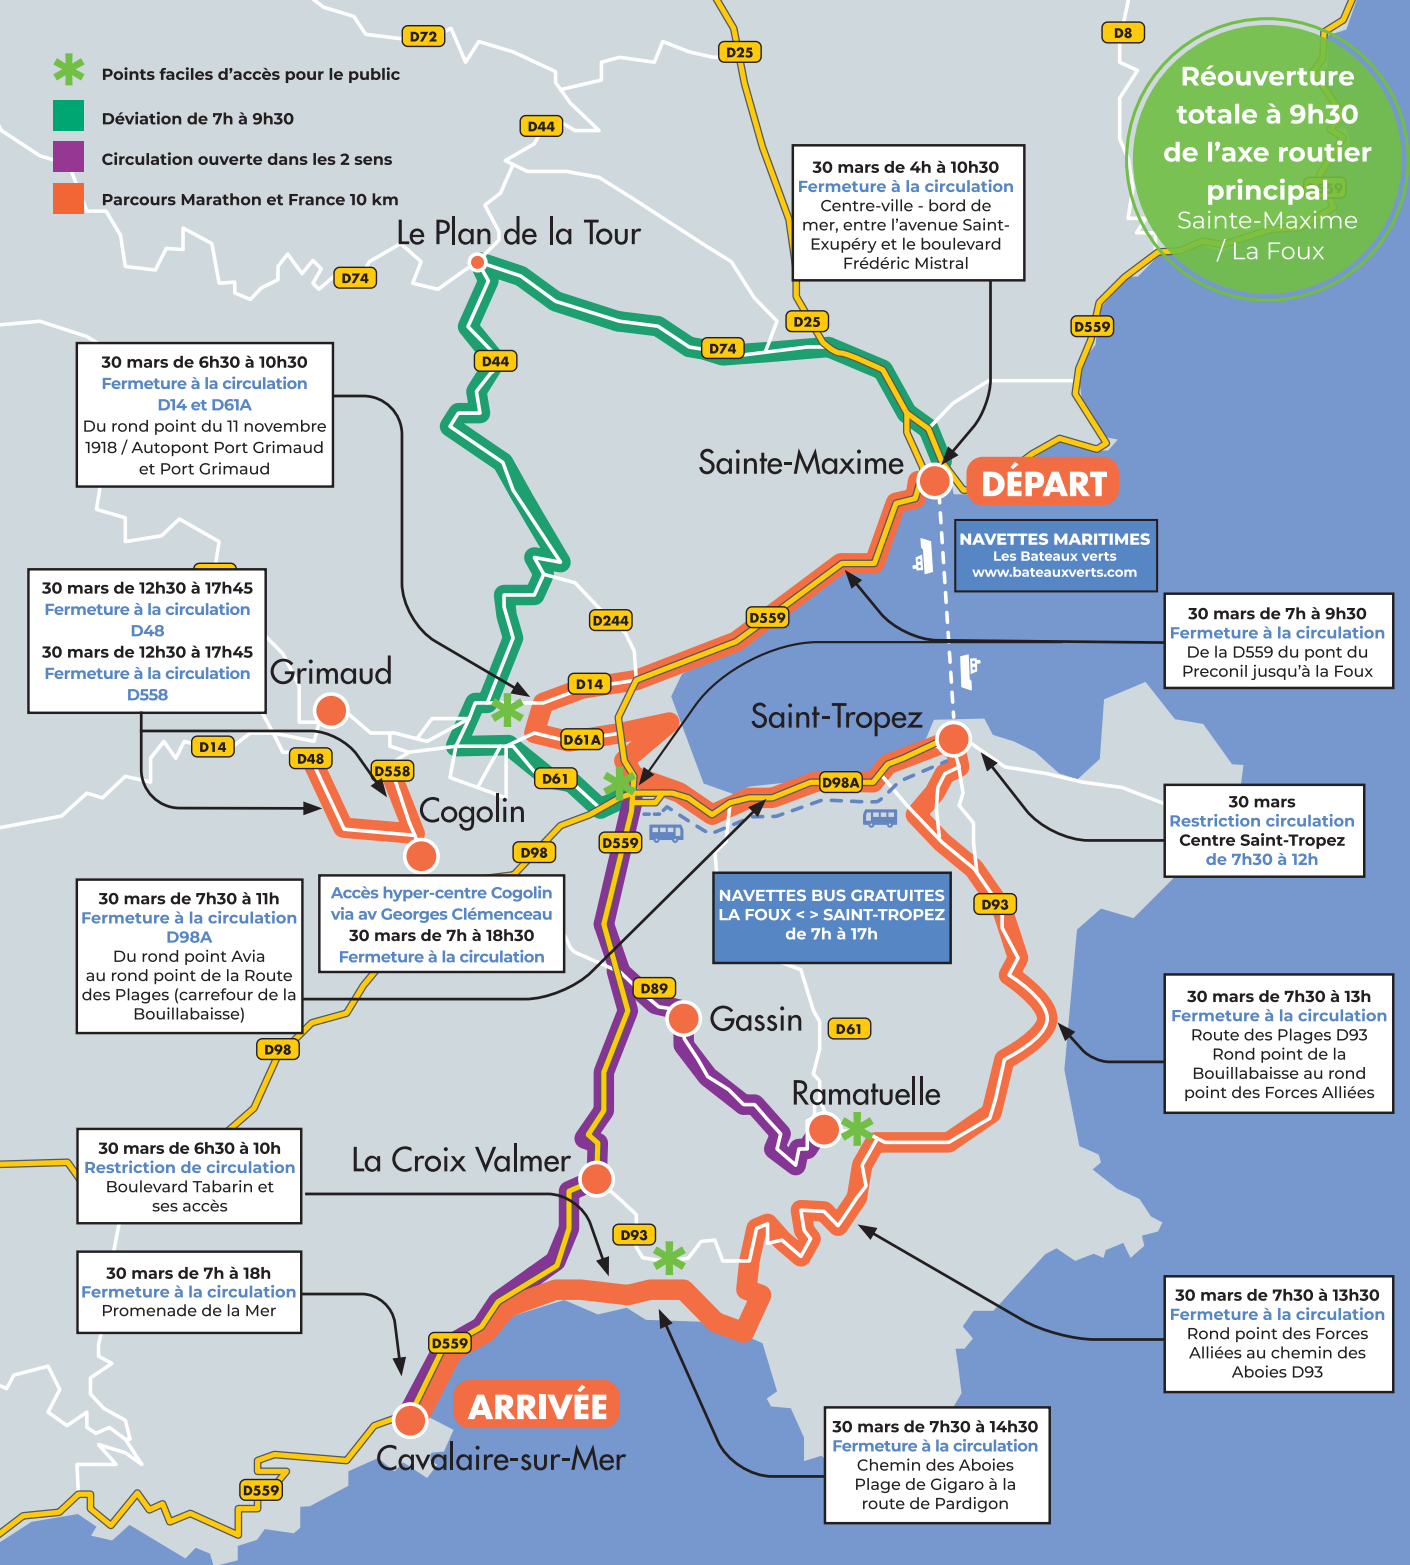 Points faciles d'accès pour le public
Déviation de 7h à 9h30
Circulation ouverte dans les 2 sens
Parcours Marathon et France 10 km
D72
D25
D8
Réouverture
totale à 9h30
de l'axe routier
principal
Sainte-Maxime
/ La Foux
D44
30 mars de 4h à 10h30
Fermeture à la circulation
Centre-ville - bord de
mer, entre l'avenue Saint-
Exupéry et le boulevard
Frédéric Mistral
Le Plan de la Tour
D74
D25
D559
D74
D44
30 mars de 6h30 à 10h30
Fermeture à la circulation
D14 et D61A
Du rond point du 11 novembre
1918 / Autopont Port Grimaud
et Port Grimaud
Sainte-Maxime
DÉPART
NAVETTES MARITIMES
Les Bateaux verts
www.bateauxverts.com
30 mars de 12h30 à 17h45
Fermeture à la circulation
D48
30 mars de 12h30 à 17h45
Fermeture à la circulation
D558
D244
D559
30 mars de 7h à 9h30
Fermeture à la circulation
De la D559 du pont du
Preconil jusqu'à la Foux
Grimaud
D14
Saint-Tropez
D14
D48
D558
D61A
D61
D98A
Cogolin
D98
D559
30 mars
Restriction circulation
Centre Saint-Tropez
de 7h30 à 12h
30 mars de 7h30 à 11h
Fermeture à la circulation
D98A
Du rond point Avia
au rond point de la Route
des Plages (carrefour de la
Bouillabaisse)
Accès hyper-centre Cogolin
via av Georges Clémenceau
30 mars de 7h à 18h30
Fermeture à la circulation
NAVETTES BUS GRATUITES
LA FOUX < > SAINT-TROPEZ
de 7h à 17h
D93
D89
Gassin
D61
D98
30 mars de 7h30 à 13h
Fermeture à la circulation
Route des Plages D93
Rond point de la
Bouillabaisse au rond
point des Forces Alliées
Ramatuelle
30 mars de 6h30 à 10h
Restriction de circulation
Boulevard Tabarin et
ses accès
La Croix Valmer
D93
30 mars de 7h à 18h
Fermeture à la circulation
Promenade de la Mer
30 mars de 7h30 à 13h30
Fermeture à la circulation
Rond point des Forces
Alliées au chemin des
Aboies D93
D559
ARRIVÉE
Cavalaire-sur-Mer
30 mars de 7h30 à 14h30
Fermeture à la circulation
Chemin des Aboies
Plage de Gigaro à la
route de Pardigon
D559